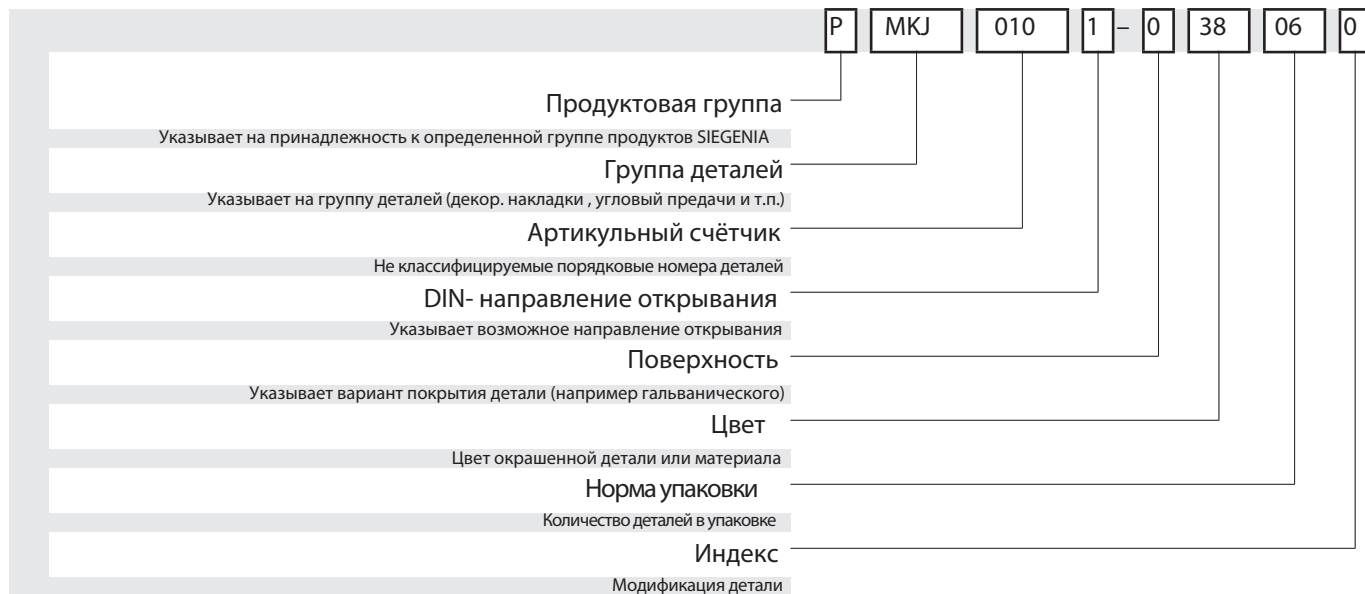 P MKJ 010 1 – 0 38 06 0
Продуктовая группа
Указывает на принадлежность к определенной группе продуктов SIEGENIA
Группа деталей
Указывает на группу деталей (декор. накладки , угловый предачи и т.п.)
Артикульный счётчик
Не классифицируемые порядковые номера деталей
DIN- направление открывания
Указывает возможное направление открывания
Поверхность
Указывает вариант покрытия детали (например гальванического)
Цвет
Цвет окрашенной детали или материала
Норма упаковки
Количество деталей в упаковке
Индекс
Модификация детали